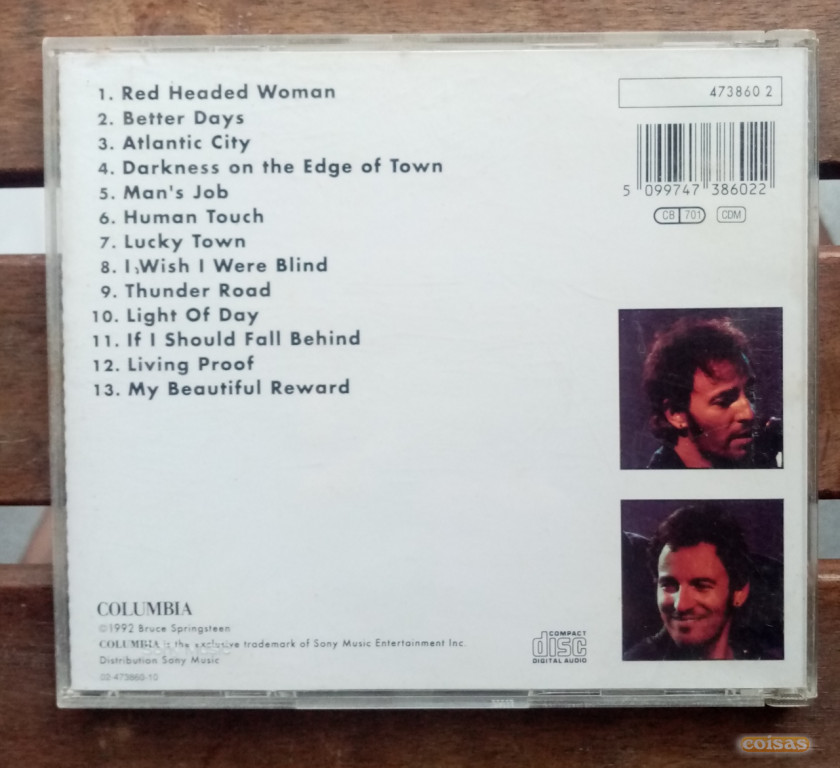 1. Red Headed Woman
2. Better Days
3. Atlantic City
4. Darkness on the Edge of Town
5. Man's Job
6. Human Touch
7. Lucky Town
8. I Wish I Were Blind
9. Thunder Road
10. Light Of Day
11. If I Should Fall Behind
12. Living Proof
13. My Beautiful Reward
473860 2
5 099747 386022
CB 701 CDM
COLUMBIA
©1992 Bruce Springsteen
COLUMBIA is the exclusive trademark of Sony Music Entertainment Inc.
Distribution Sony Music
02-473860-10
COMPACT
disc
DIGITAL AUDIO
coisas